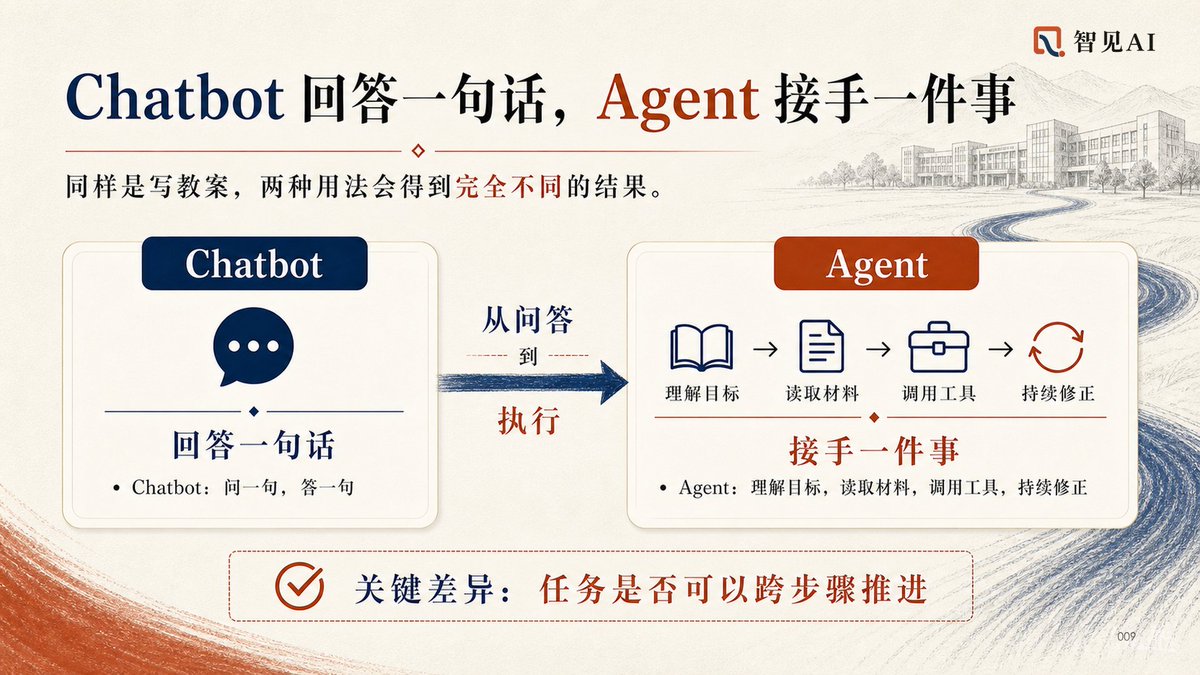 智见AI
Chatbot 回答一句话，Agent 接手一件事
同样是写教案，两种用法会得到完全不同的结果。
Chatbot
回答一句话
• Chatbot：问一句，答一句
从问答
到
执行
Agent
理解目标 → 读取材料 → 调用工具 → 持续修正
接手一件事
• Agent：理解目标，读取材料，调用工具，持续修正
关键差异：任务是否可以跨步骤推进
009